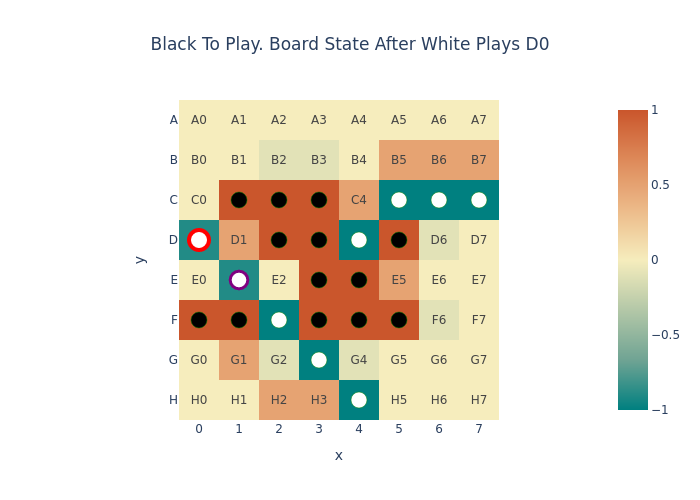 Black To Play. Board State After White Plays D0
A A0 A1 A2 A3 A4 A5 A6 A7
B B0 B1 B2 B3 B4 B5 B6 B7
C C0 C4
D D1 D6 D7
E E0 E2 E5 E6 E7
F F6 F7
G G0 G1 G2 G4 G5 G6 G7
H H0 H1 H2 H3 H5 H6 H7
0 1 2 3 4 5 6 7
x
y
1
0.5
0
−0.5
−1